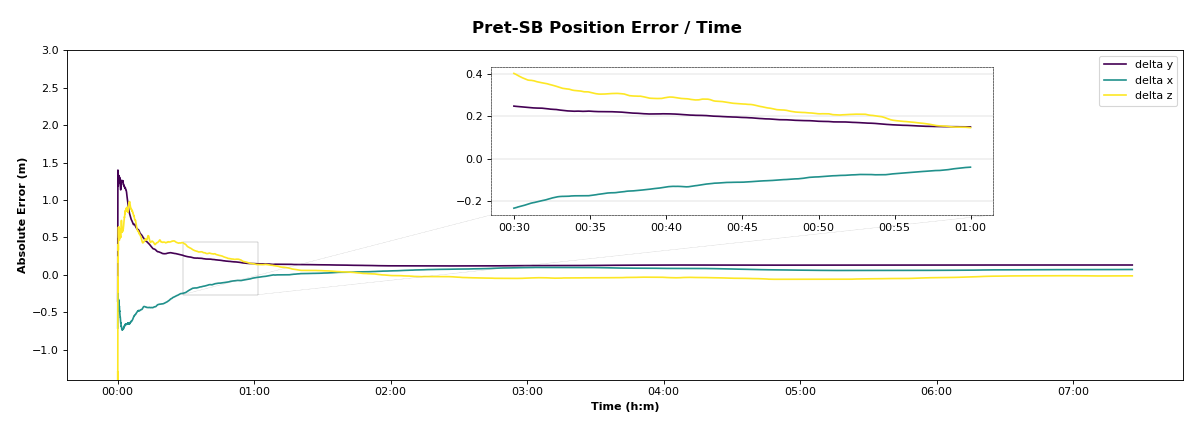 Pret-SB Position Error / Time
Absolute Error (m)
3.0
2.5
2.0
1.5
1.0
0.5
0.0
−0.5
−1.0
0.4
0.2
0.0
−0.2
00:30 00:35 00:40 00:45 00:50 00:55 01:00
delta y
delta x
delta z
00:00 01:00 02:00 03:00 04:00 05:00 06:00 07:00
Time (h:m)